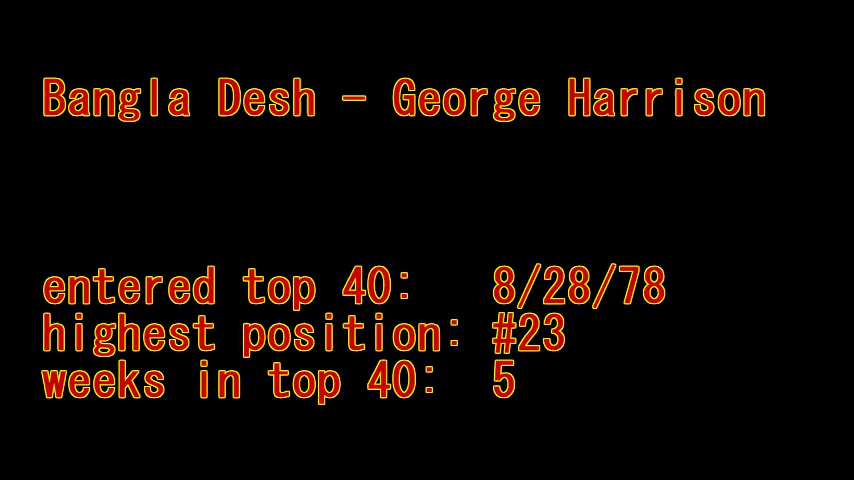 Bangla Desh - George Harrison
entered top 40: 8/28/78
highest position: #23
weeks in top 40: 5